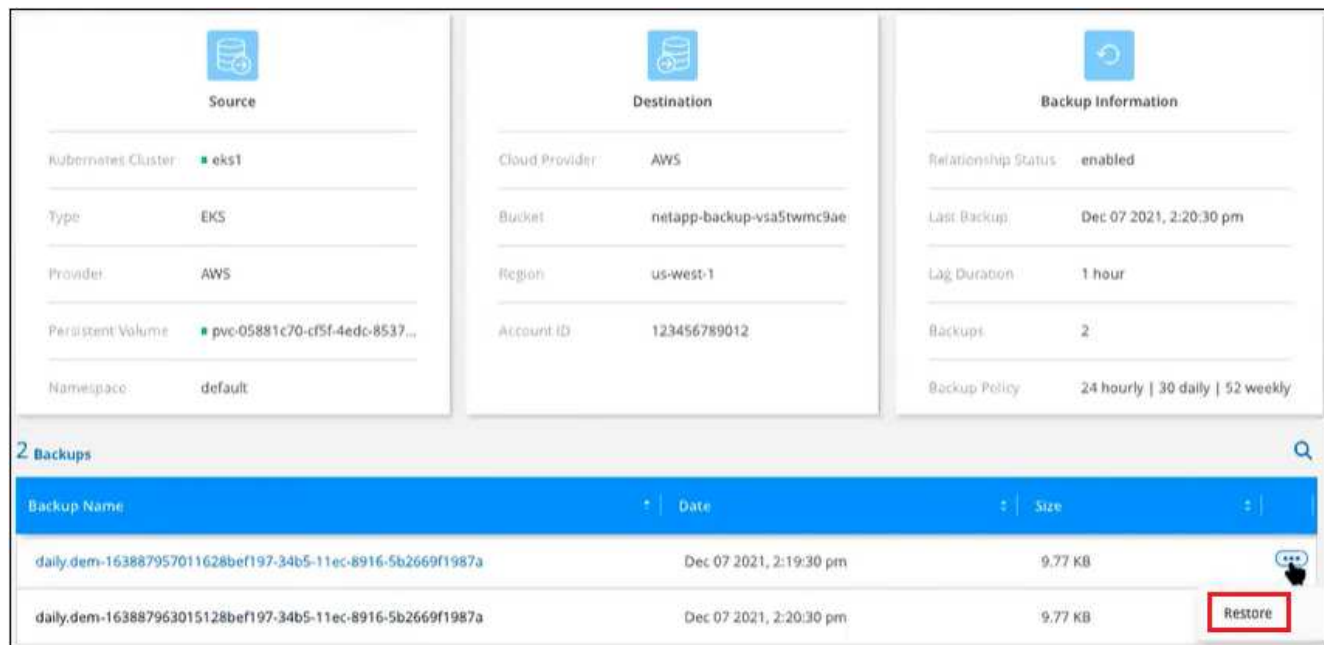 Source
Kubernetes Cluster eks1
Type EKS
Provider AWS
Persistent Volume pvc-05881c70-cf5f-4edc-8537...
Namespace default
Destination
Cloud Provider AWS
Bucket netapp-backup-vsa5twmc9ae
Region us-west-1
Account ID 123456789012
Backup Information
Relationship Status enabled
Last Backup Dec 07 2021, 2:20:30 pm
Lag Duration 1 hour
Backups 2
Backup Policy 24 hourly | 30 daily | 52 weekly
2 Backups
Backup Name Date Size
daily.dem-163887957011628bef197-34b5-11ec-8916-5b2669f1987a Dec 07 2021, 2:19:30 pm 9.77 KB
daily.dem-163887963015128bef197-34b5-11ec-8916-5b2669f1987a Dec 07 2021, 2:20:30 pm 9.77 KB
Restore